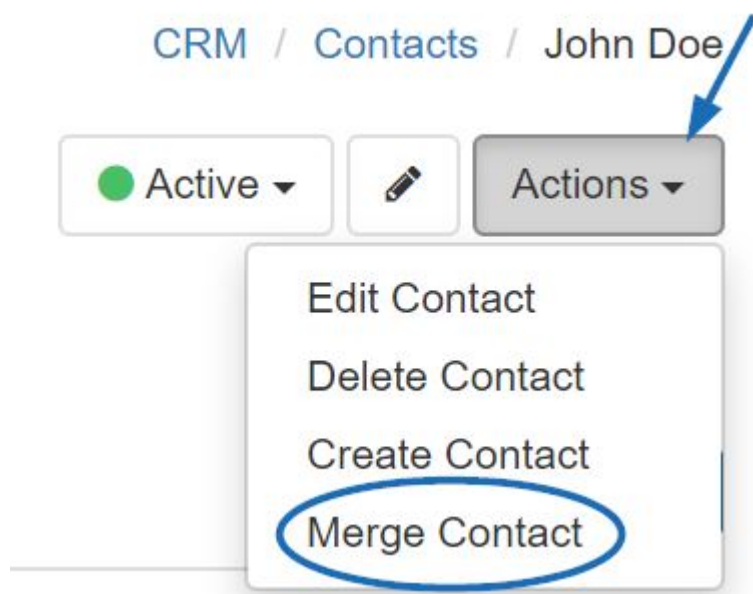 CRM / Contacts / John Doe
Active Actions
Edit Contact
Delete Contact
Create Contact
Merge Contact